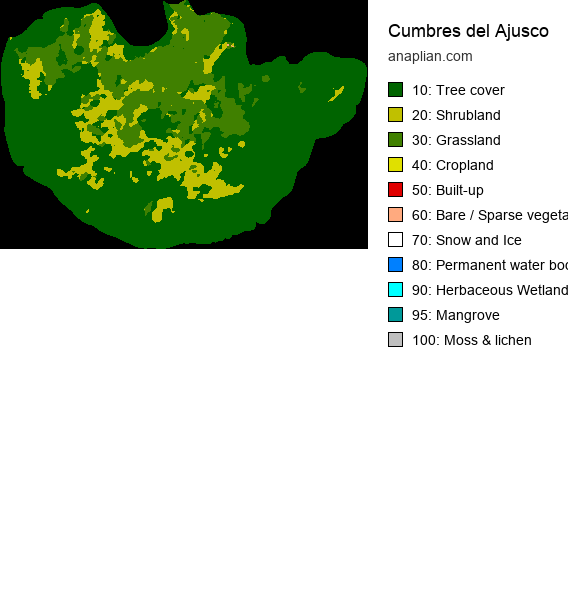 Cumbres del Ajusco
anaplian.com
10: Tree cover
20: Shrubland
30: Grassland
40: Cropland
50: Built-up
60: Bare / Sparse vegeta
70: Snow and Ice
80: Permanent water boo
90: Herbaceous Wetland
95: Mangrove
100: Moss & lichen